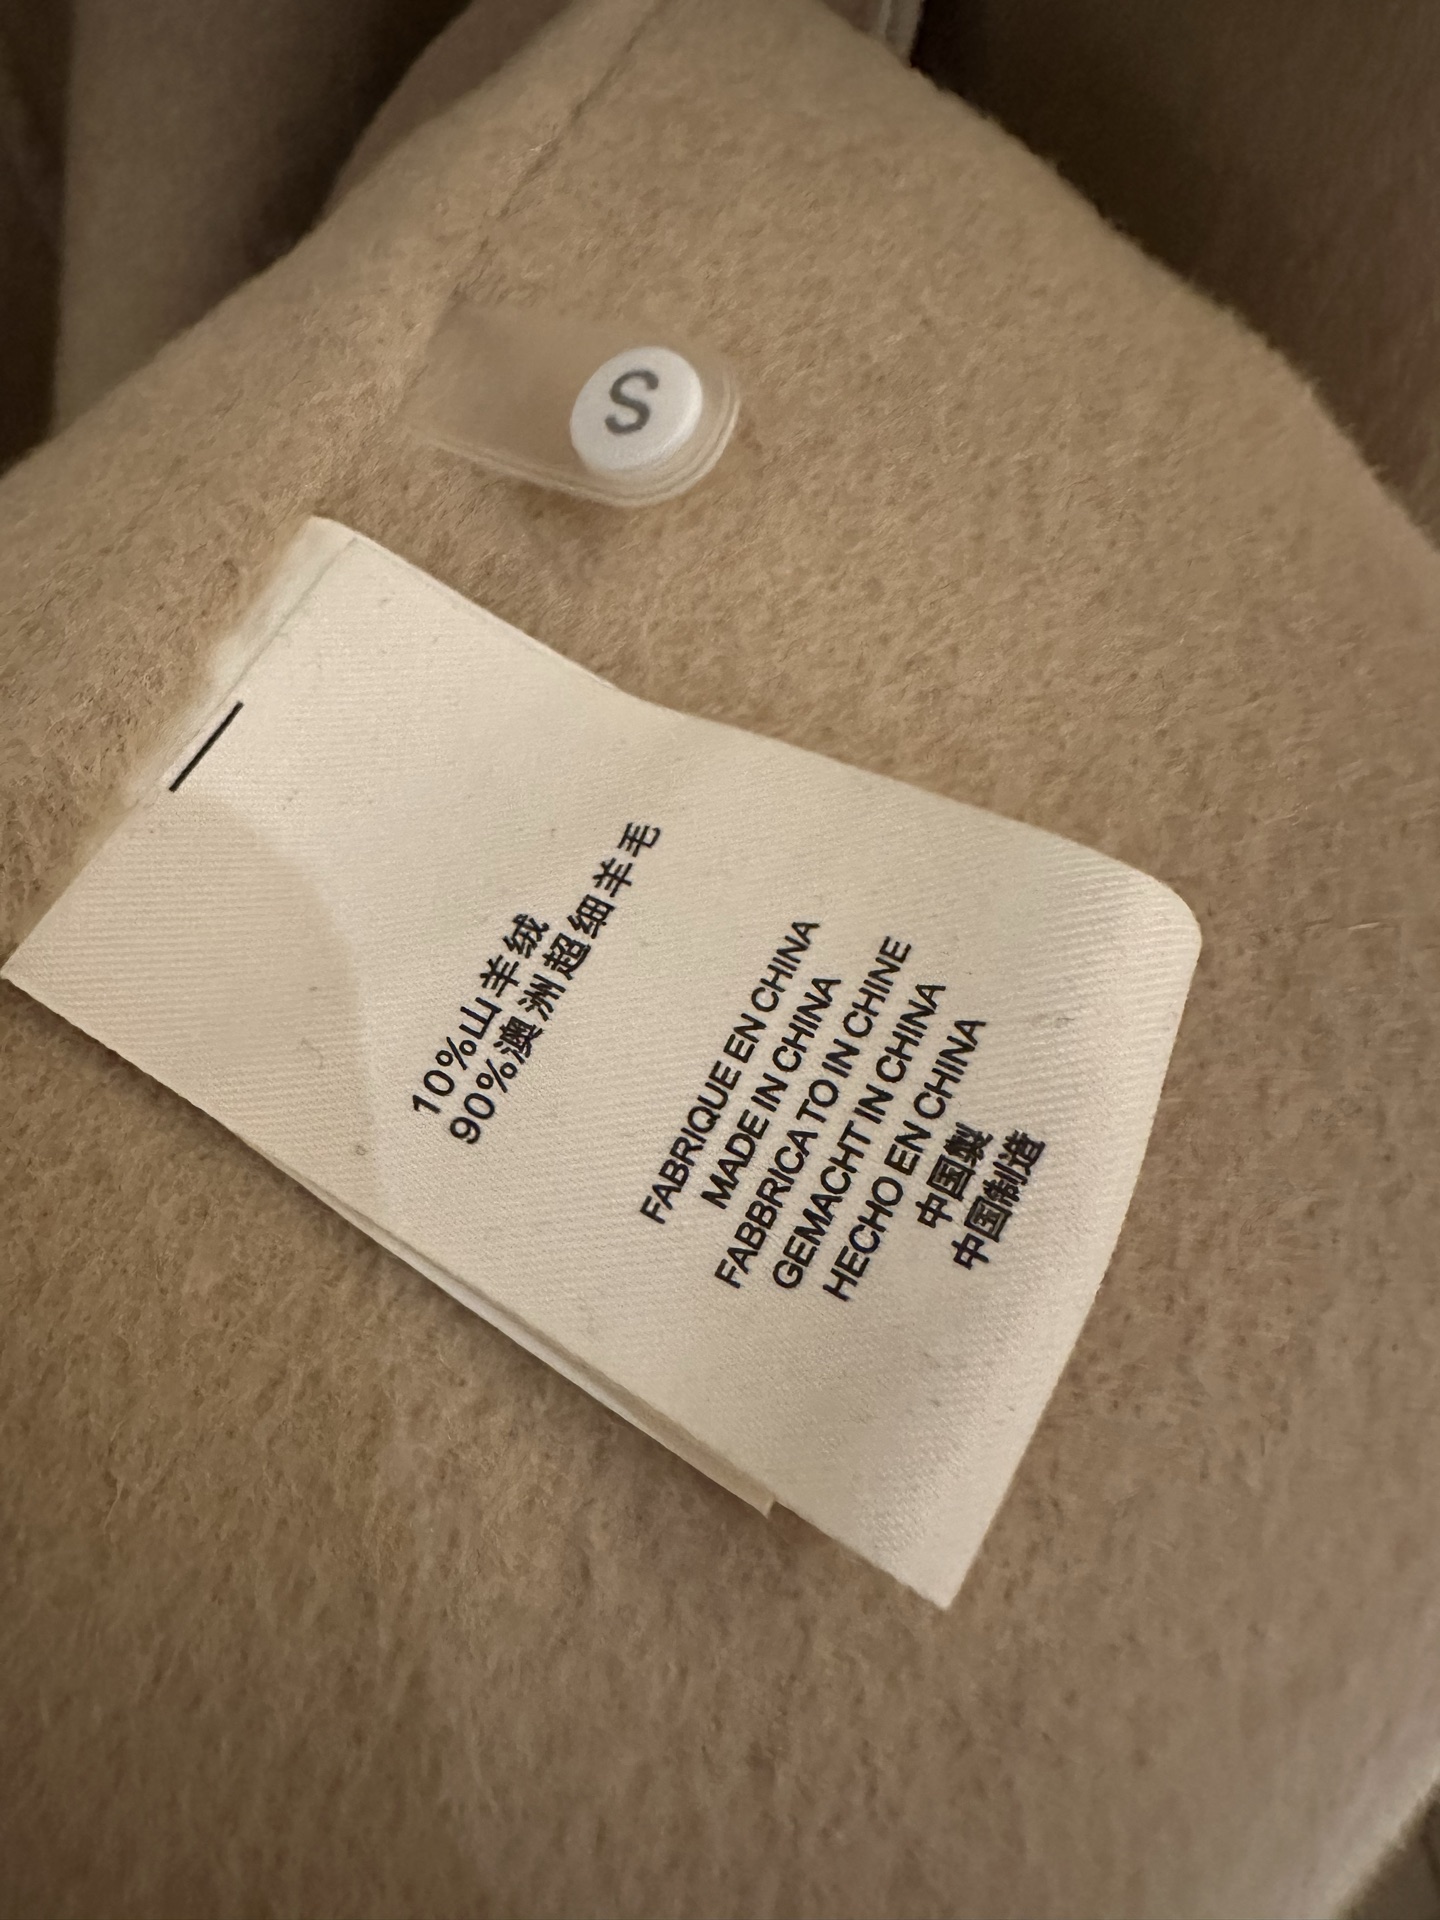 S
10%山羊绒
90%澳洲超细羊毛
FABRIQUE EN CHINA
MADE IN CHINA
FABBRICA TO IN CHINE
GEMACHT IN CHINA
HECHO EN CHINA
中国製
中国制造